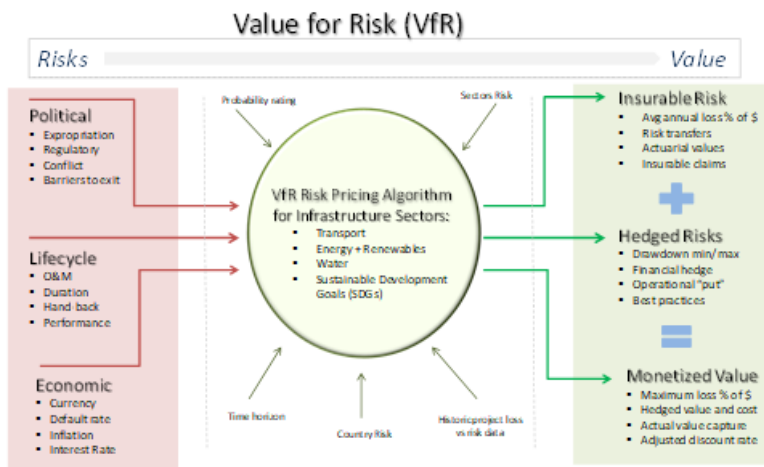 Value for Risk (VfR)
Risks
Value
Political
Expropriation
Regulatory
Conflict
Barriers to exit
Lifecycle
O&M
Duration
Hand-back
Performance
Economic
Currency
Default rate
Inflation
Interest Rate
Probability rating
Sectors Risk
VfR Risk Pricing Algorithm
for Infrastructure Sectors:
Transport
Energy + Renewables
Water
Sustainable Development
Goals (SDGs)
Time horizon
Country Risk
Historic project loss
vs risk data
Insurable Risk
Avg annual loss % of $
Risk transfers
Actuarial values
Insurable claims
Hedged Risks
Drawdown min/max
Financial hedge
Operational "put"
Best practices
Monetized Value
Maximum loss % of $
Hedged value and cost
Actual value capture
Adjusted discount rate